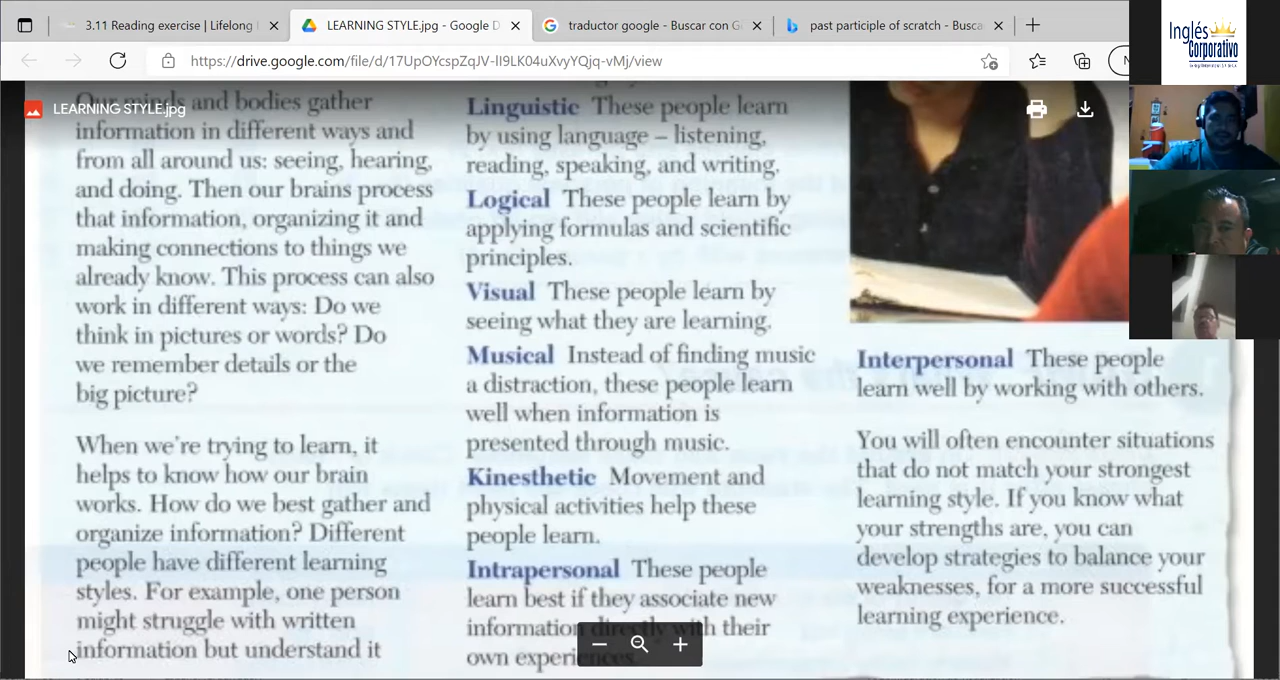 3.11 Reading exercise | Lifelong
LEARNING STYLE.jpg - Google D
traductor google - Buscar con G
past participle of scratch - Busca
https://drive.google.com/file/d/17UpOYcspZqJV-lI9LK04uXvyYQjq-vMj/view
LEARNING STYLE.jpg
Our minds and bodies gather
information in different ways and
from all around us: seeing, hearing,
and doing. Then our brains process
that information, organizing it and
making connections to things we
already know. This process can also
work in different ways: Do we
think in pictures or words? Do
we remember details or the
big picture?
When we're trying to learn, it
helps to know how our brain
works. How do we best gather and
organize information? Different
people have different learning
styles. For example, one person
might struggle with written
information but understand it
Linguistic These people learn
by using language – listening,
reading, speaking, and writing.
Logical These people learn by
applying formulas and scientific
principles.
Visual These people learn by
seeing what they are learning.
Musical Instead of finding music
a distraction, these people learn
well when information is
presented through music.
Kinesthetic Movement and
physical activities help these
people learn.
Intrapersonal These people
learn best if they associate new
information directly with their
own experiences.
Interpersonal These people
learn well by working with others.
You will often encounter situations
that do not match your strongest
learning style. If you know what
your strengths are, you can
develop strategies to balance your
weaknesses, for a more successful
learning experience.
Inglés
Corporativo